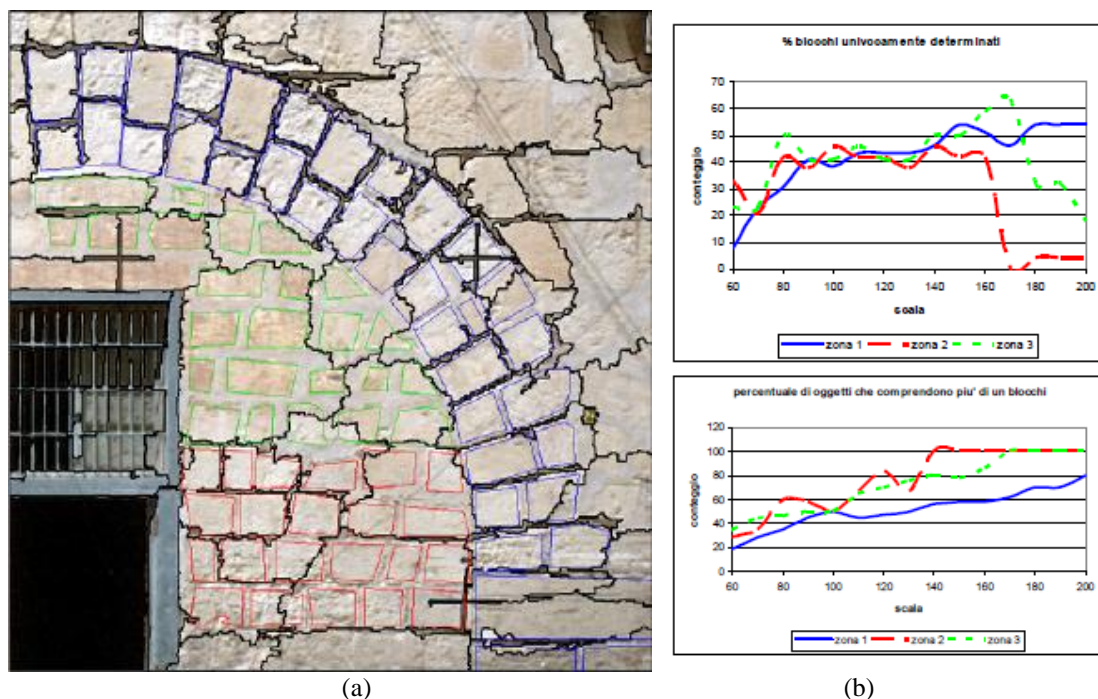 % blocchi univocamente determinati
70
60
50
40
30
20
10
0
conteggio
60 80 100 120 140 160 180 200
scala
zona 1 zona 2 zona 3
percentuale di oggetti che comprendono piu' di un blocchi
120
100
80
60
40
20
0
conteggio
60 80 100 120 140 160 180 200
scala
zona 1 zona 2 zona 3
(a) (b)